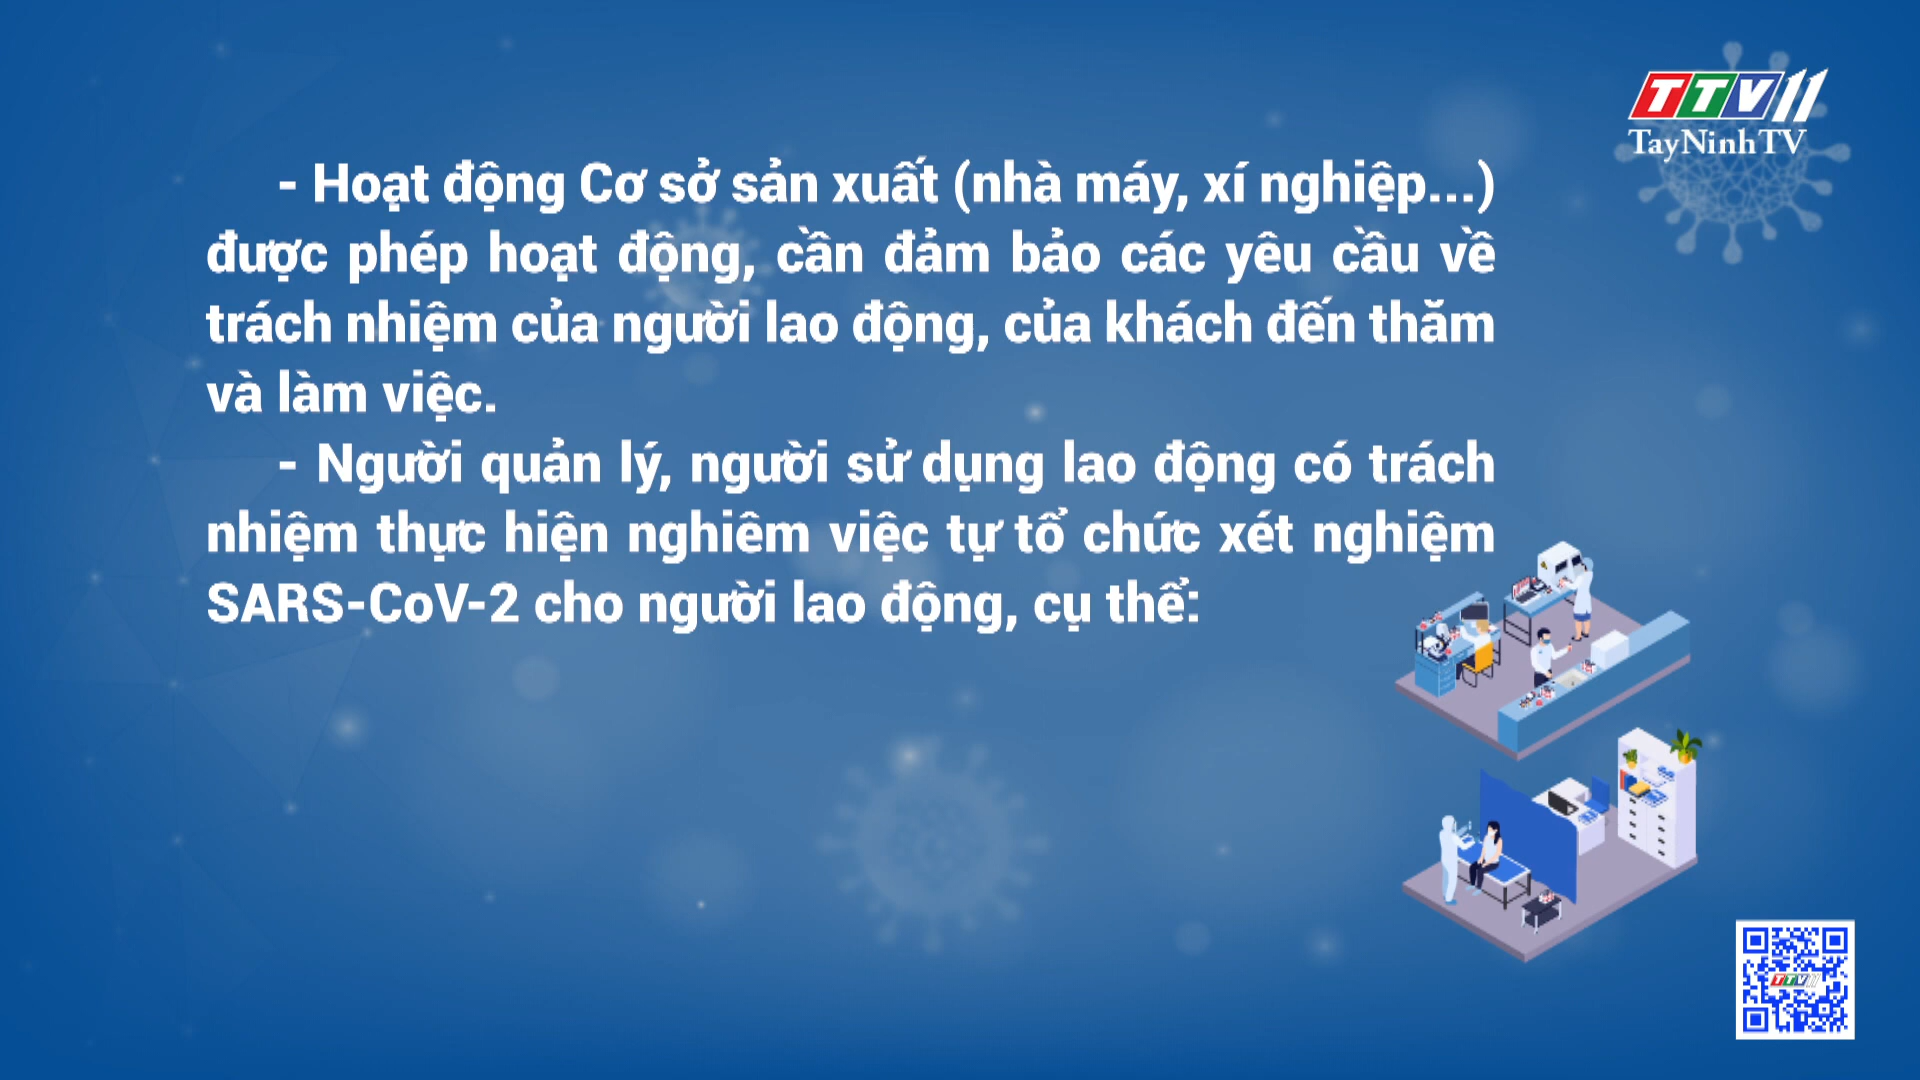 TTV11
TayNinhTV
- Hoạt động Cơ sở sản xuất (nhà máy, xí nghiệp...)
được phép hoạt động, cần đảm bảo các yêu cầu về
trách nhiệm của người lao động, của khách đến thăm
và làm việc.
- Người quản lý, người sử dụng lao động có trách
nhiệm thực hiện nghiêm việc tự tổ chức xét nghiệm
SARS-CoV-2 cho người lao động, cụ thể:
TTV11